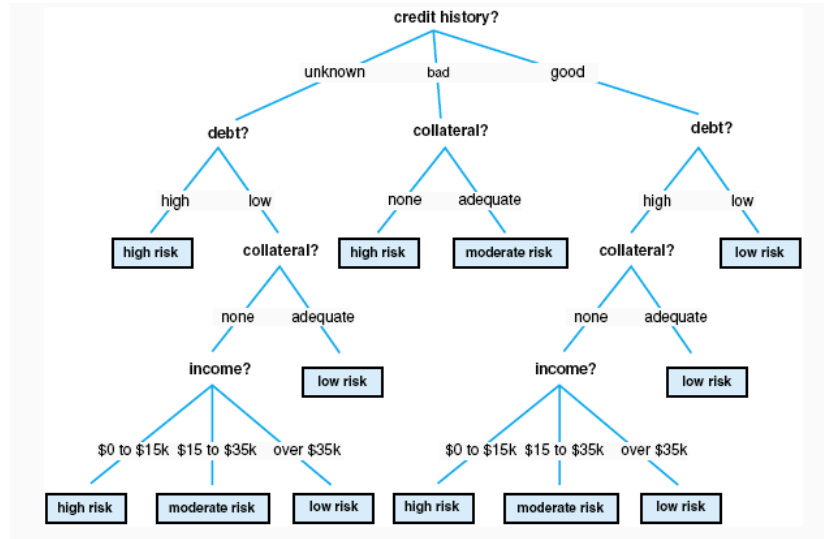 credit history?
unknown bad good
debt? collateral? debt?
high low none adequate high low
high risk collateral? high risk moderate risk collateral? low risk
none adequate none adequate
income? low risk income? low risk
$0 to $15k $15 to $35k over $35k $0 to $15k $15 to $35k over $35k
high risk moderate risk low risk high risk moderate risk low risk